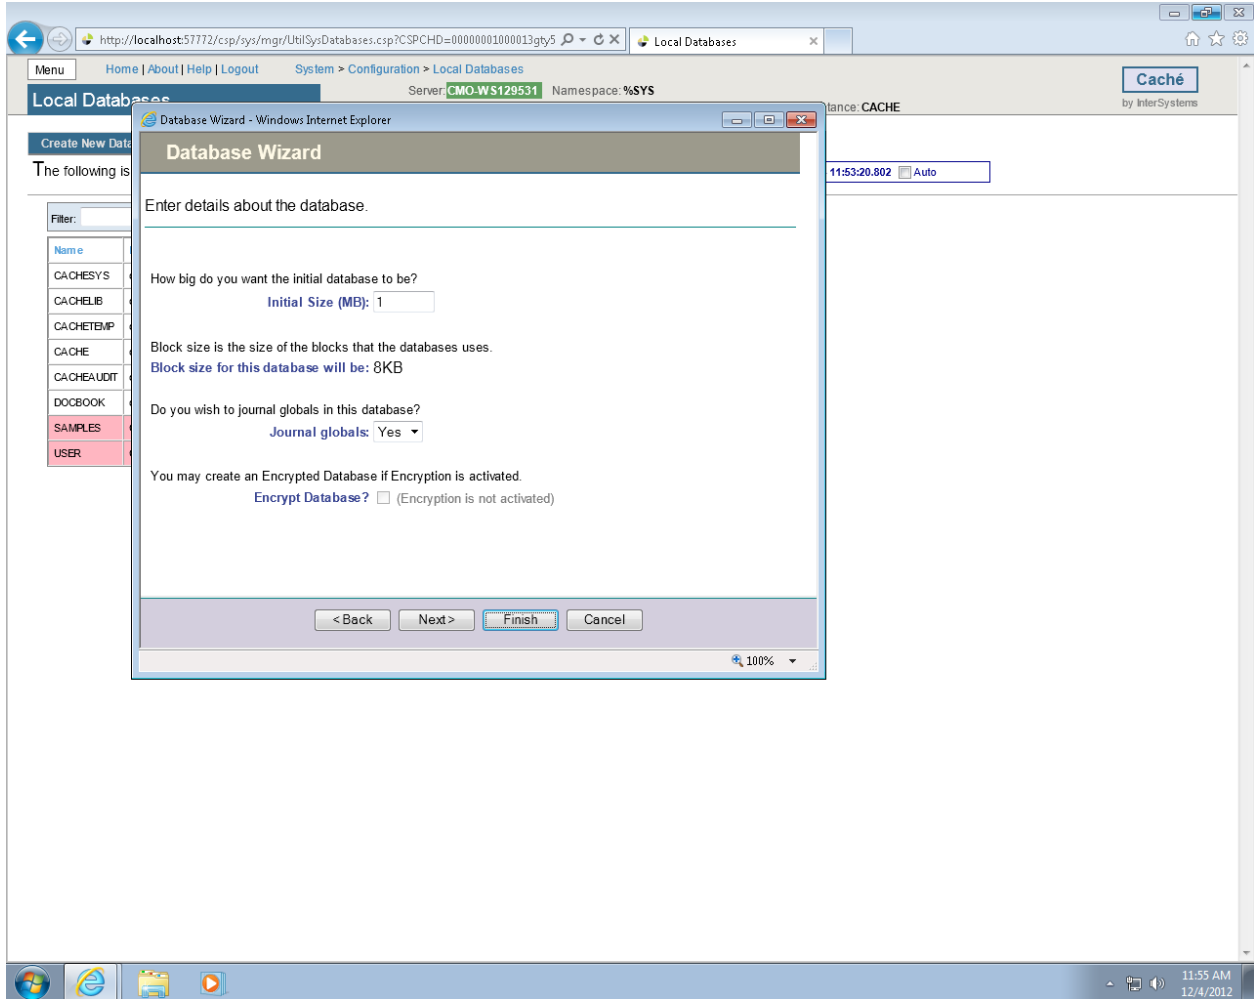 http://localhost:57772/csp/sys/mgr/UtilSysDatabases.csp?CSPCHD=00000001000013gty5
Local Databases
Menu Home | About | Help | Logout System > Configuration > Local Databases
Server: CMO-WS129531 Namespace: %SYS
Caché
by InterSystems
Local Databases
tance: CACHE
Database Wizard - Windows Internet Explorer
Create New Data
Database Wizard
The following is
11:53:20.802 Auto
Enter details about the database.
Filter:
Name
CACHESYS
CACHELIB
CACHETEMP
CACHE
CACHEAUDIT
DOCBOOK
SAMPLES
USER
How big do you want the initial database to be?
Initial Size (MB): 1
Block size is the size of the blocks that the databases uses.
Block size for this database will be: 8KB
Do you wish to journal globals in this database?
Journal globals: Yes
You may create an Encrypted Database if Encryption is activated.
Encrypt Database? (Encryption is not activated)
< Back Next > Finish Cancel
100%
11:55 AM
12/4/2012